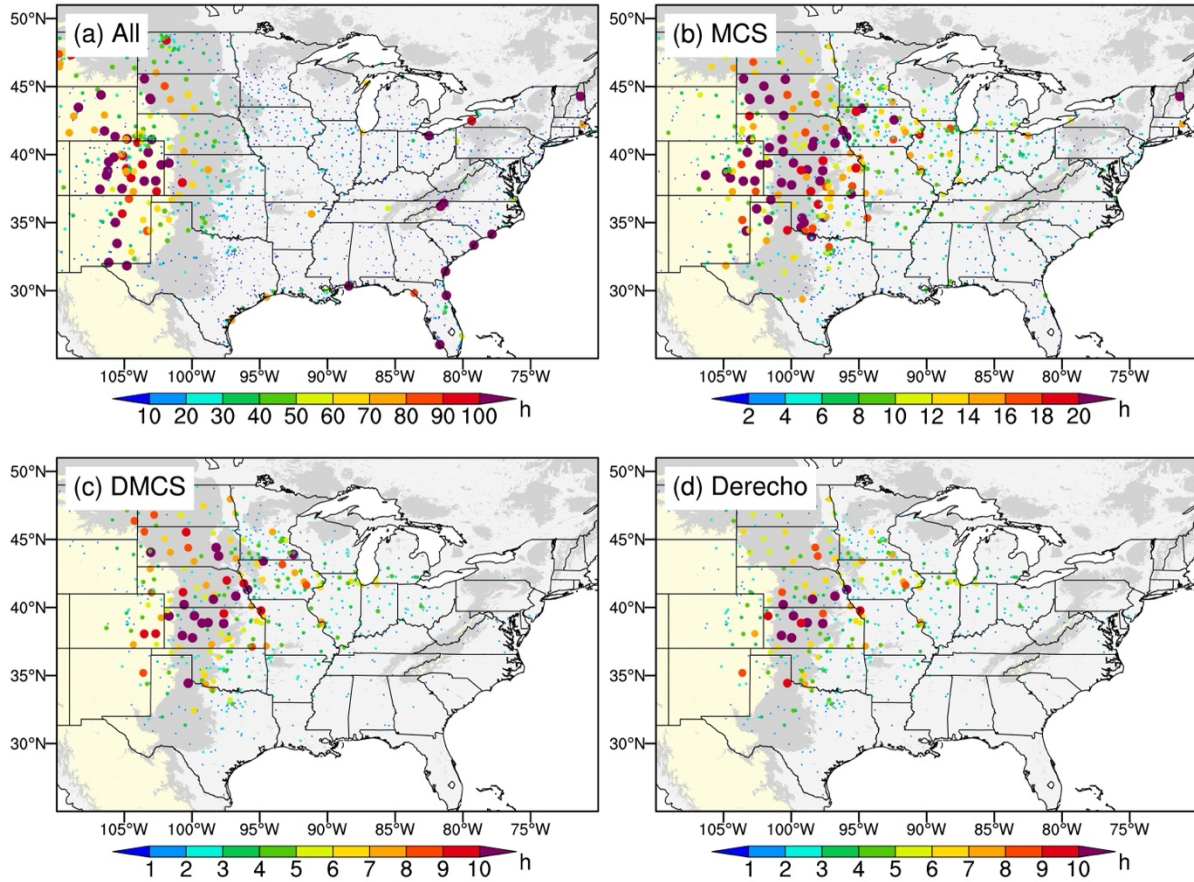 (a) All
(b) MCS
50°N
45°N
40°N
35°N
30°N
50°N
45°N
40°N
35°N
30°N
105°W 100°W 95°W 90°W 85°W 80°W 75°W
105°W 100°W 95°W 90°W 85°W 80°W 75°W
10 20 30 40 50 60 70 80 90 100 h
2 4 6 8 10 12 14 16 18 20 h
(c) DMCS
(d) Derecho
50°N
45°N
40°N
35°N
30°N
50°N
45°N
40°N
35°N
30°N
105°W 100°W 95°W 90°W 85°W 80°W 75°W
105°W 100°W 95°W 90°W 85°W 80°W 75°W
1 2 3 4 5 6 7 8 9 10 h
1 2 3 4 5 6 7 8 9 10 h